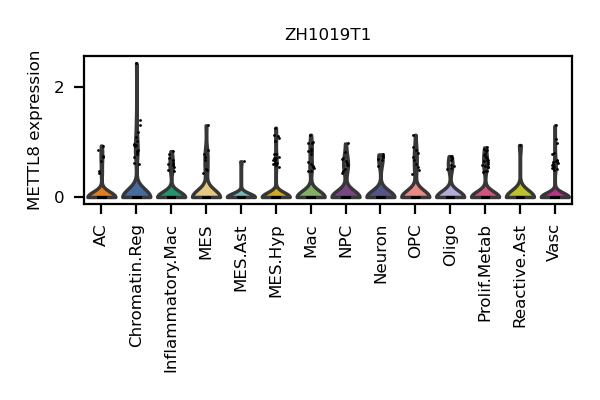 ZH1019T1
METTL8 expression
2
0
AC
Chromatin.Reg
Inflammatory.Mac
MES
MES.Ast
MES.Hyp
Mac
NPC
Neuron
OPC
Oligo
Prolif.Metab
Reactive.Ast
Vasc